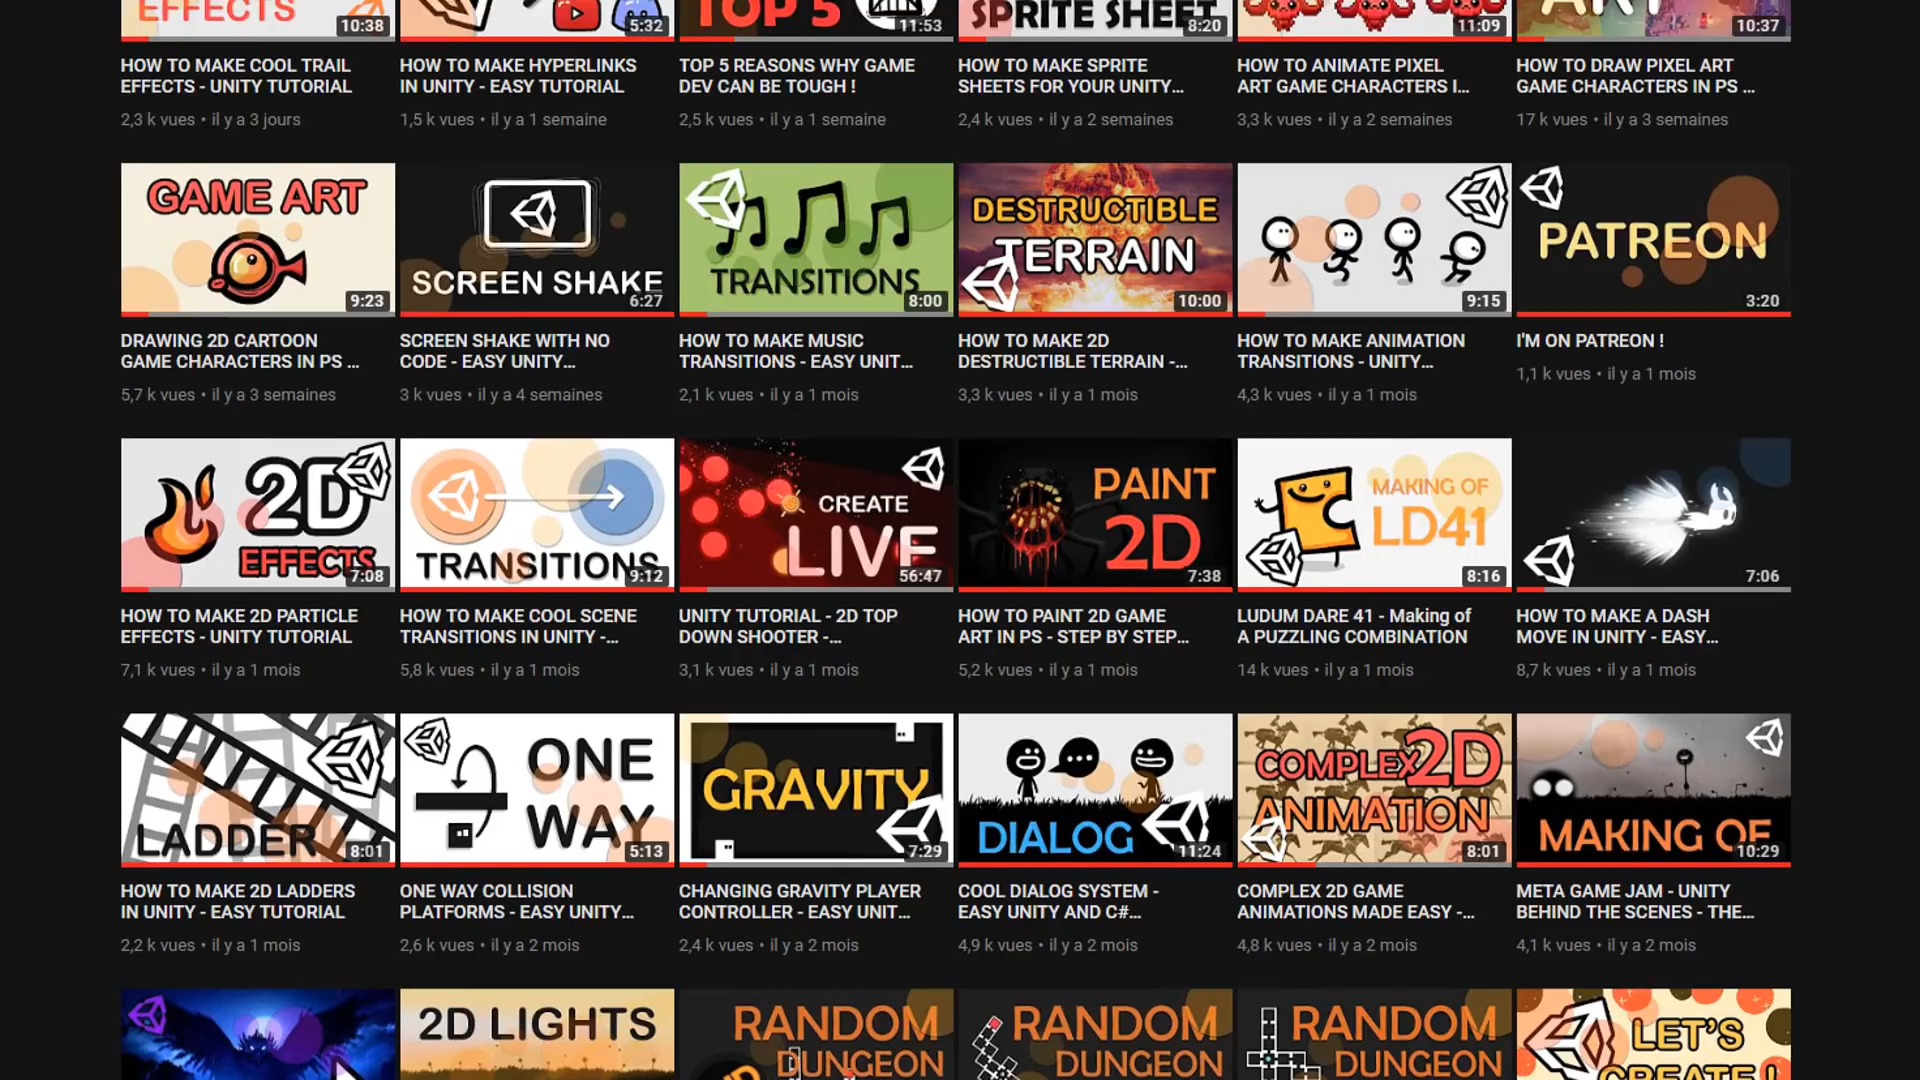 EFFECTS
10:38
5:32
TOP 5
11:53
SPRITE SHEET
8:20
11:09
ART
10:37
HOW TO MAKE COOL TRAIL
EFFECTS - UNITY TUTORIAL
2,3 k vues • il y a 3 jours
HOW TO MAKE HYPERLINKS
IN UNITY - EASY TUTORIAL
1,5 k vues • il y a 1 semaine
TOP 5 REASONS WHY GAME
DEV CAN BE TOUGH !
2,5 k vues • il y a 1 semaine
HOW TO MAKE SPRITE
SHEETS FOR YOUR UNITY...
2,4 k vues • il y a 2 semaines
HOW TO ANIMATE PIXEL
ART GAME CHARACTERS I...
3,3 k vues • il y a 2 semaines
HOW TO DRAW PIXEL ART
GAME CHARACTERS IN PS ...
17 k vues • il y a 3 semaines
GAME ART
9:23
SCREEN SHAKE
6:27
TRANSITIONS
8:00
DESTRUCTIBLE
TERRAIN
10:00
9:15
PATREON
3:20
DRAWING 2D CARTOON
GAME CHARACTERS IN PS ...
5,7 k vues • il y a 3 semaines
SCREEN SHAKE WITH NO
CODE - EASY UNITY...
3 k vues • il y a 4 semaines
HOW TO MAKE MUSIC
TRANSITIONS - EASY UNIT...
2,1 k vues • il y a 1 mois
HOW TO MAKE 2D
DESTRUCTIBLE TERRAIN -...
3,3 k vues • il y a 1 mois
HOW TO MAKE ANIMATION
TRANSITIONS - UNITY...
4,3 k vues • il y a 1 mois
I'M ON PATREON !
1,1 k vues • il y a 1 mois
2D
EFFECTS
7:08
TRANSITIONS
9:12
CREATE
LIVE
56:47
PAINT
2D
7:38
MAKING OF
LD41
8:16
7:06
HOW TO MAKE 2D PARTICLE
EFFECTS - UNITY TUTORIAL
7,1 k vues • il y a 1 mois
HOW TO MAKE COOL SCENE
TRANSITIONS IN UNITY -...
5,8 k vues • il y a 1 mois
UNITY TUTORIAL - 2D TOP
DOWN SHOOTER -...
3,1 k vues • il y a 1 mois
HOW TO PAINT 2D GAME
ART IN PS - STEP BY STEP...
5,2 k vues • il y a 1 mois
LUDUM DARE 41 - Making of
A PUZZLING COMBINATION
14 k vues • il y a 1 mois
HOW TO MAKE A DASH
MOVE IN UNITY - EASY...
8,7 k vues • il y a 1 mois
LADDER
8:01
ONE
WAY
5:13
GRAVITY
7:29
DIALOG
11:24
COMPLEX 2D
ANIMATION
8:01
MAKING OF
10:29
HOW TO MAKE 2D LADDERS
IN UNITY - EASY TUTORIAL
2,2 k vues • il y a 1 mois
ONE WAY COLLISION
PLATFORMS - EASY UNITY...
2,6 k vues • il y a 2 mois
CHANGING GRAVITY PLAYER
CONTROLLER - EASY UNIT...
2,4 k vues • il y a 2 mois
COOL DIALOG SYSTEM -
EASY UNITY AND C#...
4,9 k vues • il y a 2 mois
COMPLEX 2D GAME
ANIMATIONS MADE EASY -...
4,8 k vues • il y a 2 mois
META GAME JAM - UNITY
BEHIND THE SCENES - THE...
4,1 k vues • il y a 2 mois
2D LIGHTS
RANDOM
DUNGEON
RANDOM
DUNGEON
RANDOM
DUNGEON
LET'S
CREATE !